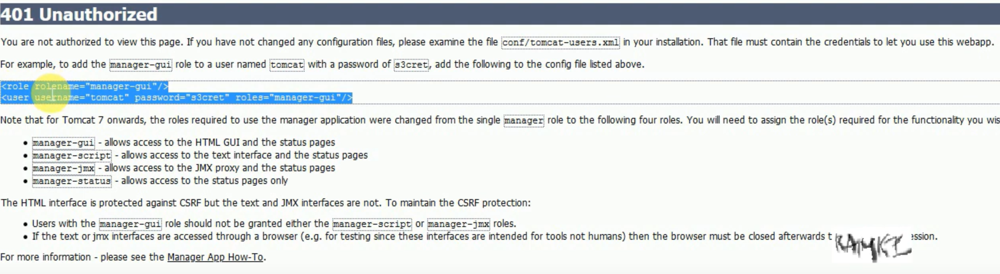 401 Unauthorized
You are not authorized to view this page. If you have not changed any configuration files, please examine the file conf/tomcat-users.xml in your installation. That file must contain the credentials to let you use this webapp.
For example, to add the manager-gui role to a user named tomcat with a password of s3cret, add the following to the config file listed above.
<role rolename="manager-gui"/>
<user username="tomcat" password="s3cret" roles="manager-gui"/>
Note that for Tomcat 7 onwards, the roles required to use the manager application were changed from the single manager role to the following four roles. You will need to assign the role(s) required for the functionality you wis
• manager-gui - allows access to the HTML GUI and the status pages
• manager-script - allows access to the text interface and the status pages
• manager-jmx - allows access to the JMX proxy and the status pages
• manager-status - allows access to the status pages only
The HTML interface is protected against CSRF but the text and JMX interfaces are not. To maintain the CSRF protection:
• Users with the manager-gui role should not be granted either the manager-script or manager-jmx roles.
• If the text or jmx interfaces are accessed through a browser (e.g. for testing since these interfaces are intended for tools not humans) then the browser must be closed afterwards t ession.
For more information - please see the Manager App How-To.